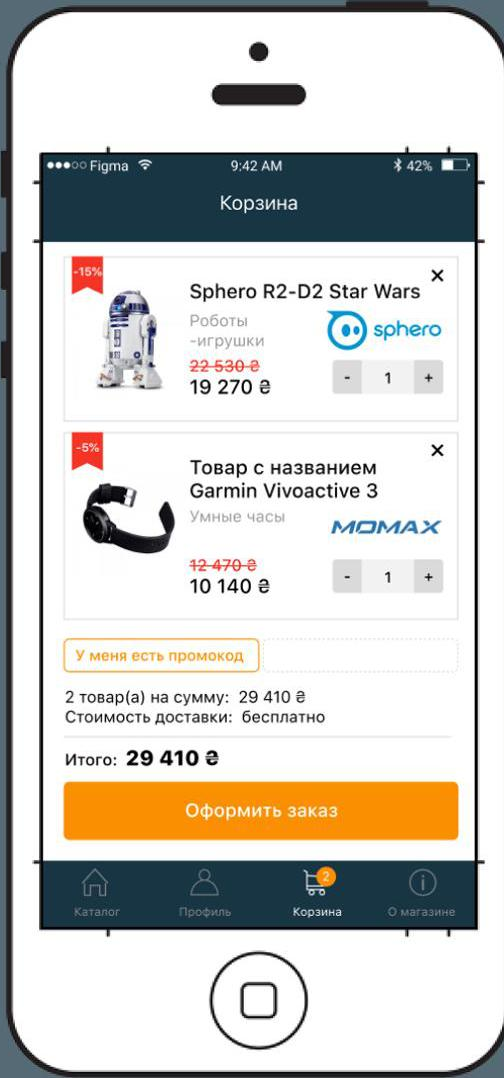 Figma 9:42 AM 42%
Корзина
-15%
Sphero R2-D2 Star Wars
Роботы
-игрушки
sphero
22 530 ₴
19 270 ₴
- 1 +
-5%
Товар с названием
Garmin Vivoactive 3
Умные часы
MOMAX
12 470 ₴
10 140 ₴
- 1 +
У меня есть промокод
2 товар(а) на сумму: 29 410 ₴
Стоимость доставки: бесплатно
Итого: 29 410 ₴
Оформить заказ
2
Каталог Профиль Корзина О магазине